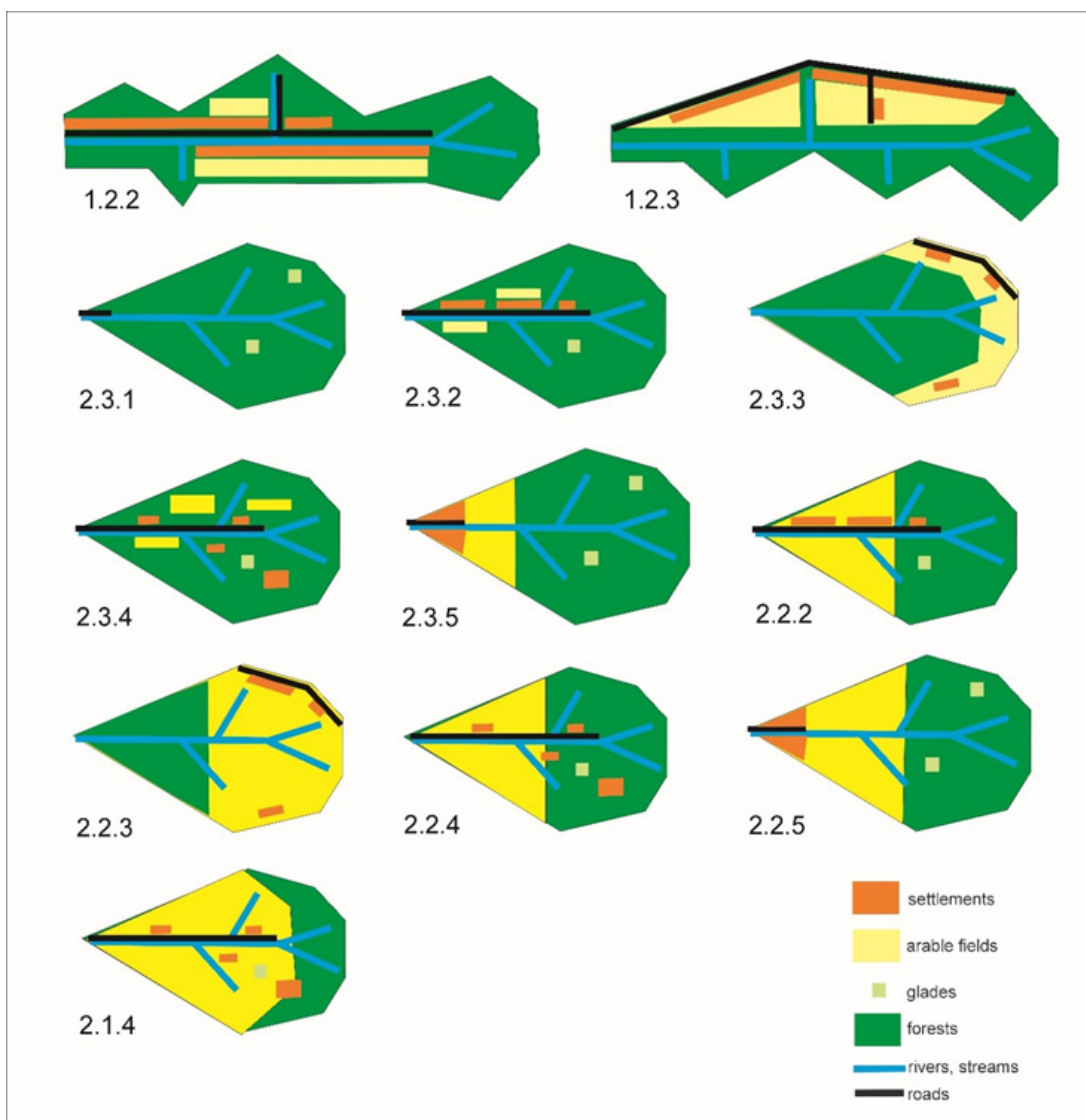 1.2.2
1.2.3
2.3.1
2.3.2
2.3.3
2.3.4
2.3.5
2.2.2
2.2.3
2.2.4
2.2.5
2.1.4
settlements
arable fields
glades
forests
rivers, streams
roads